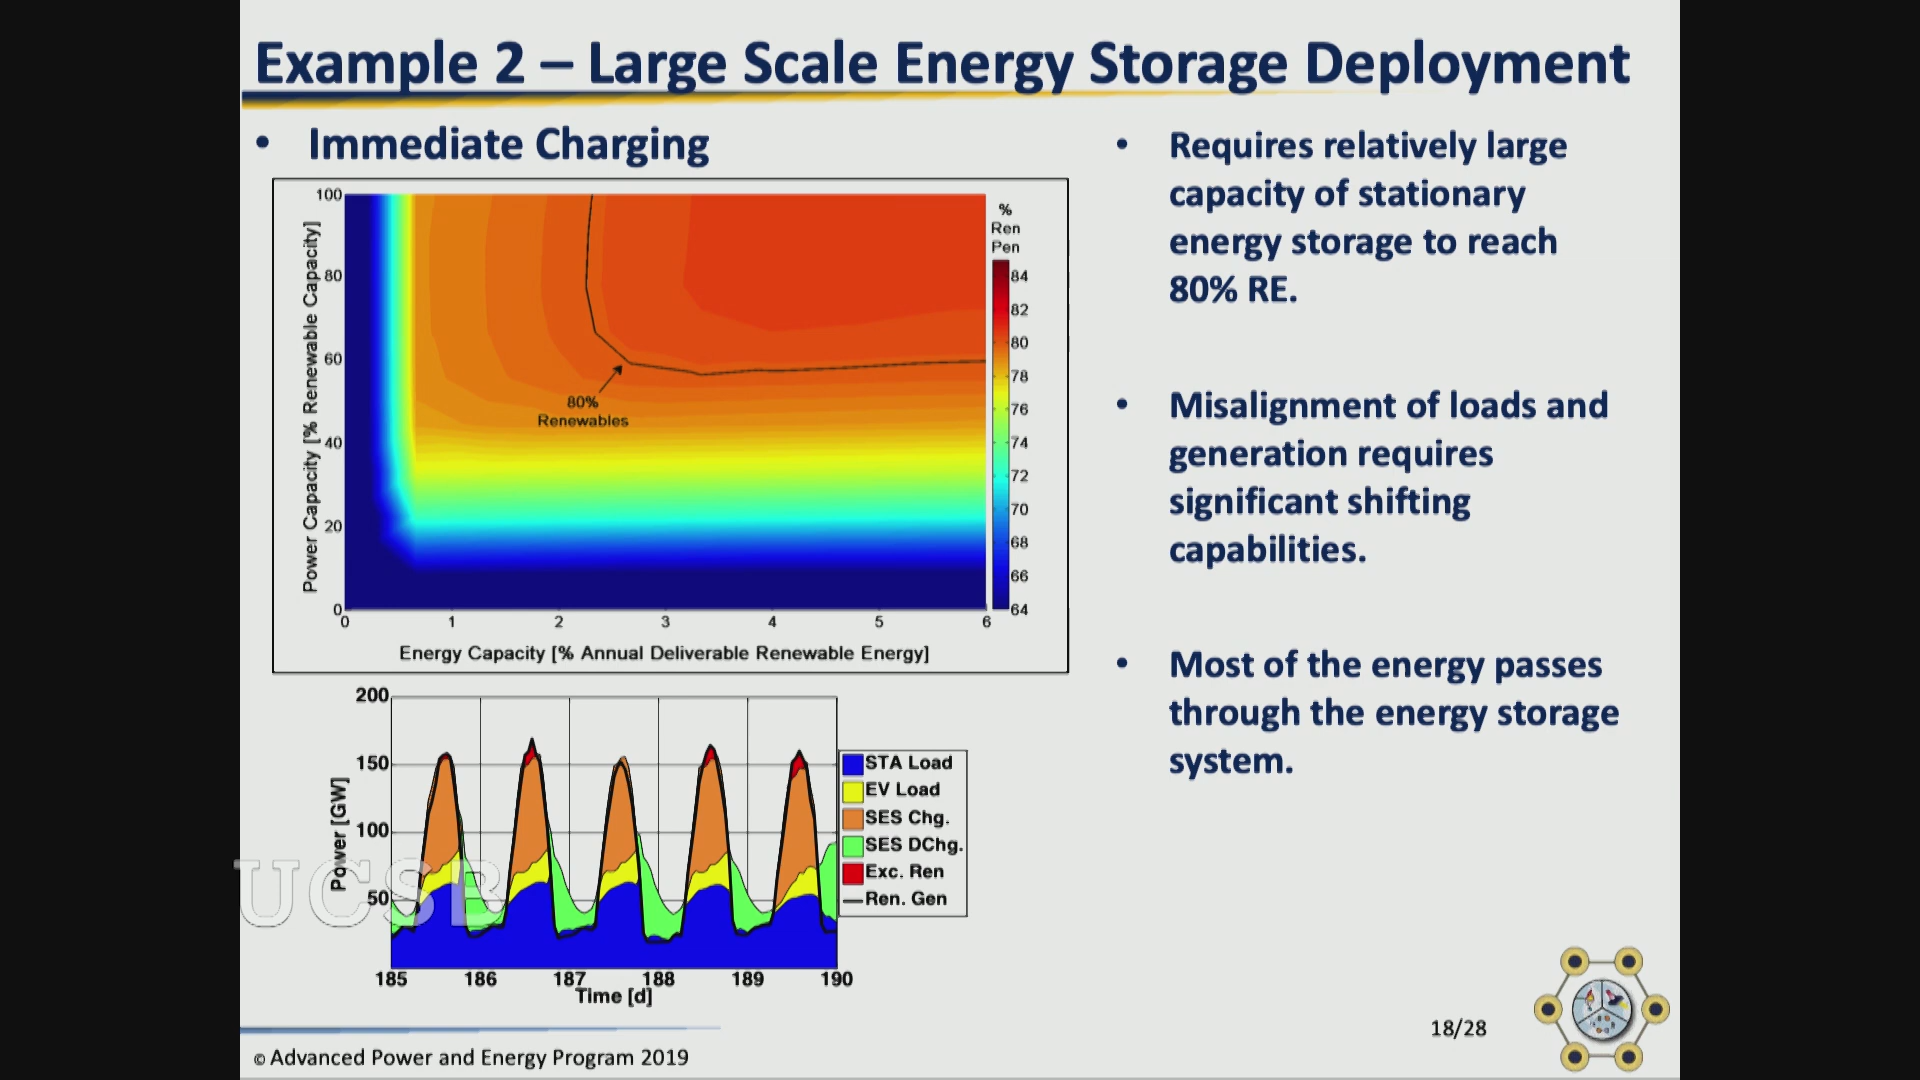 Example 2 – Large Scale Energy Storage Deployment
• Immediate Charging
100
80
60
40
20
0
Power Capacity [% Renewable Capacity]
0 1 2 3 4 5 6
Energy Capacity [% Annual Deliverable Renewable Energy]
80%
Renewables
%
Ren
Pen
84
82
80
78
76
74
72
70
68
66
64
200
150
100
50
Power [GW]
185 186 187 188 189 190
Time [d]
STA Load
EV Load
SES Chg.
SES DChg.
Exc. Ren
Ren. Gen
UCSB
• Requires relatively large
capacity of stationary
energy storage to reach
80% RE.
• Misalignment of loads and
generation requires
significant shifting
capabilities.
• Most of the energy passes
through the energy storage
system.
18/28
© Advanced Power and Energy Program 2019